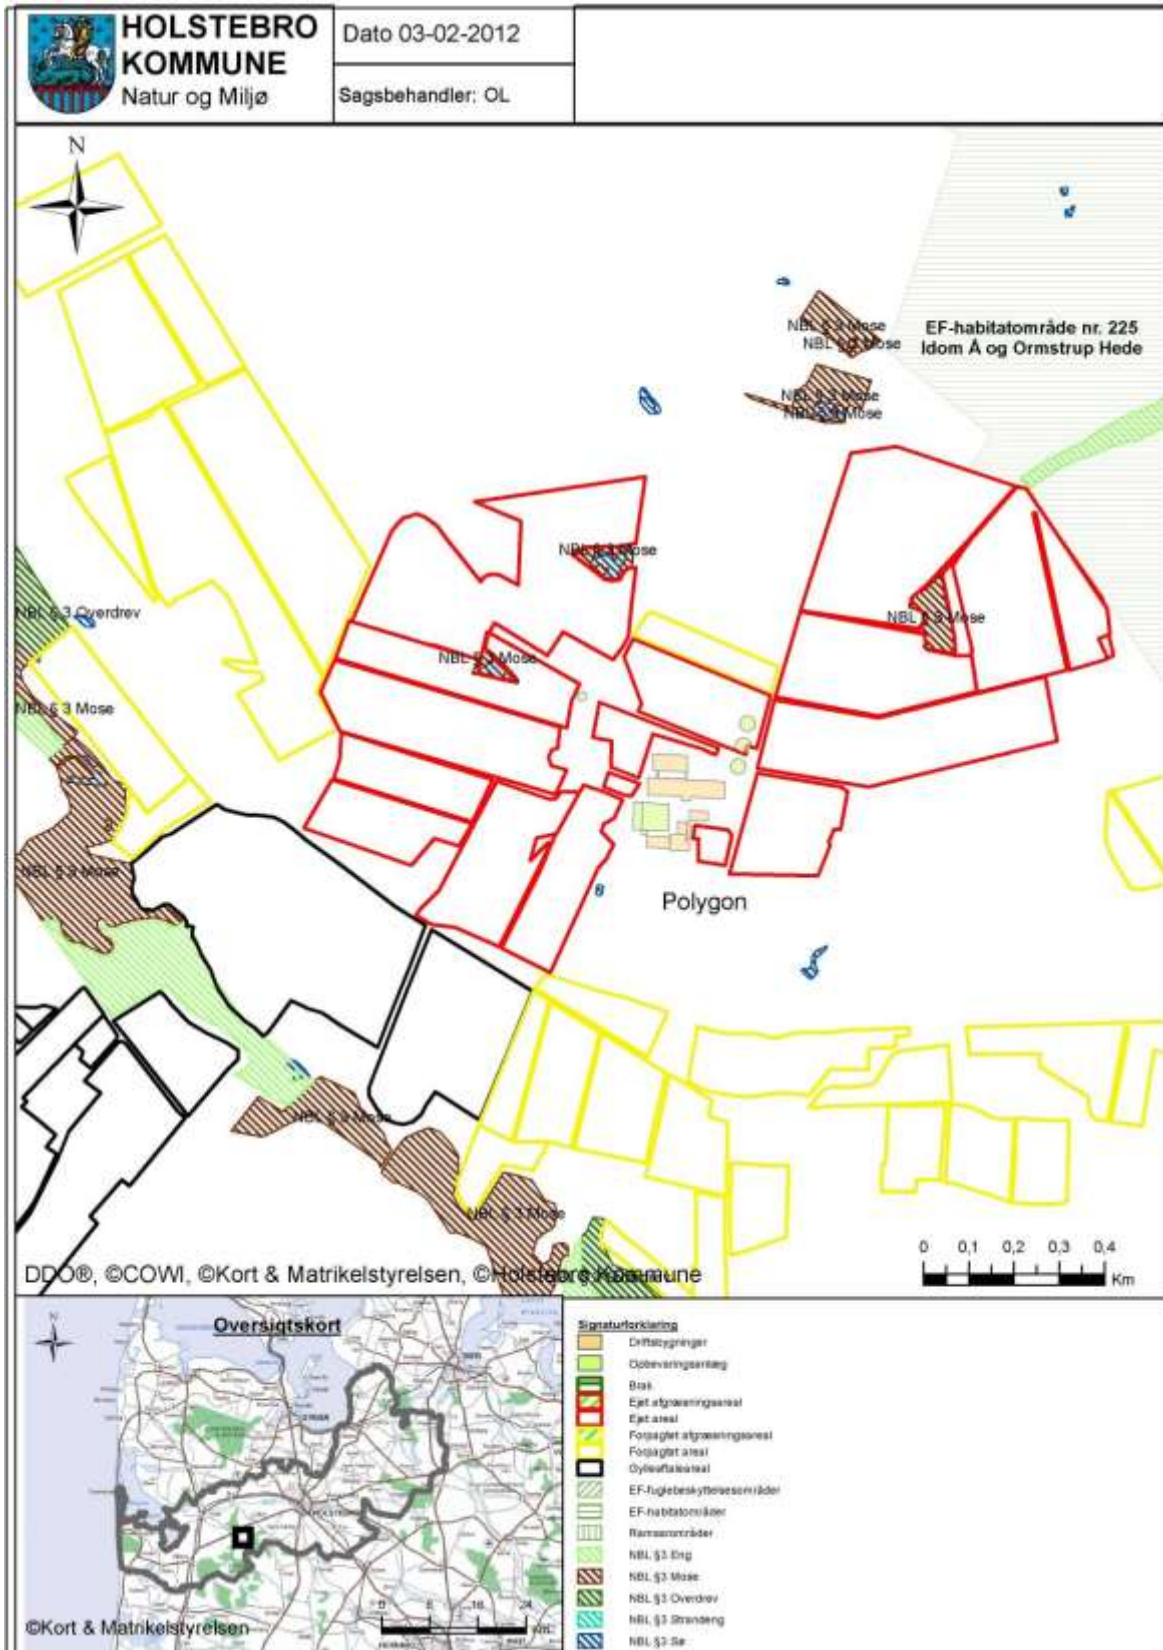 HOLSTEBRO
KOMMUNE
Natur og Miljø
Dato 03-02-2012
Sagsbehandler: OL
N
NBL § 3 Mose
NBL § 3 Mose
EF-habitatområde nr. 225
Idom Å og Ormstrup Hede
NBL § 3 Mose
NBL § 3 Mose
NBL § 3 Mose
NBL § 3 Overdrev
NBL § 3 Mose
NBL § 3 Mose
NBL § 3 Mose
NBL § 3 Mose
Polygon
NBL § 3 Mose
NBL § 3 Mose
0 0,1 0,2 0,3 0,4
Km
DDO®, ©COWI, ©Kort & Matrikelstyrelsen, ©Holstebro Kommune
Oversigtskort
N
0 8 16 24
Km
©Kort & Matrikelstyrelsen
Signaturforklaring
Driftsbygninger
Opbevaringsanlæg
Brak
Ejet afgræsningsareal
Ejet areal
Forpagtet afgræsningsareal
Forpagtet areal
Gylleaftaleareal
EF-fuglebeskyttelsesområder
EF-habitatområder
Ramsarområder
NBL §3 Eng
NBL §3 Mose
NBL §3 Overdrev
NBL §3 Strandeng
NBL §3 Sø